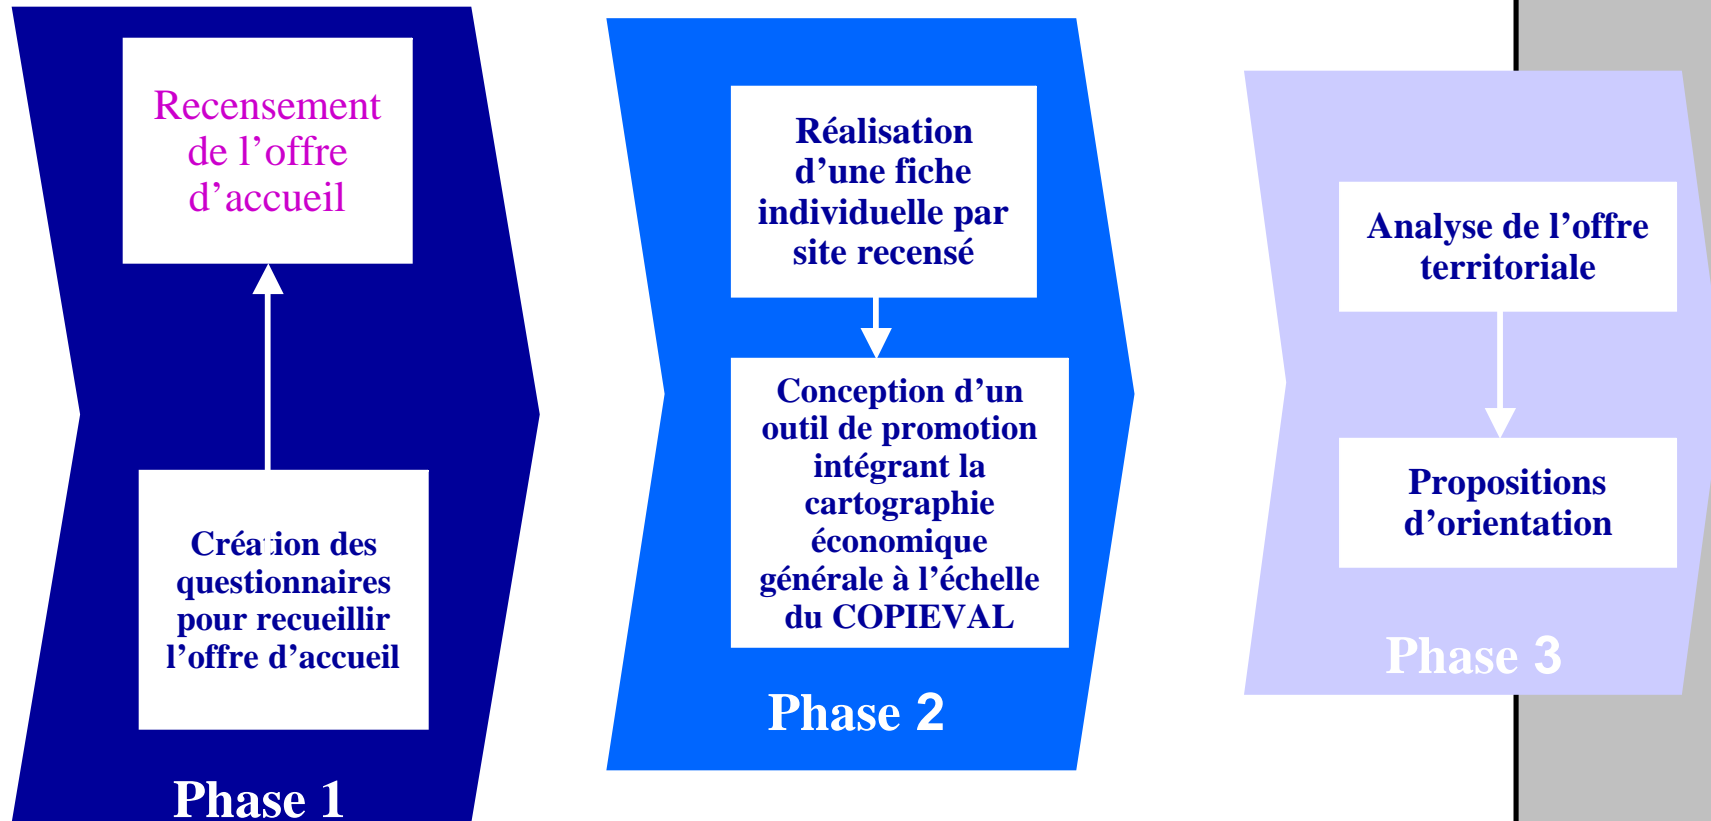 Recensement
de l’offre
d’accueil
Création des
questionnaires
pour recueillir
l’offre d’accueil
Phase 1
Réalisation
d’une fiche
individuelle par
site recensé
Conception d’un
outil de promotion
intégrant la
cartographie
économique
générale à l’échelle
du COPIEVAL
Phase 2
Analyse de l’offre
territoriale
Propositions
d’orientation
Phase 3